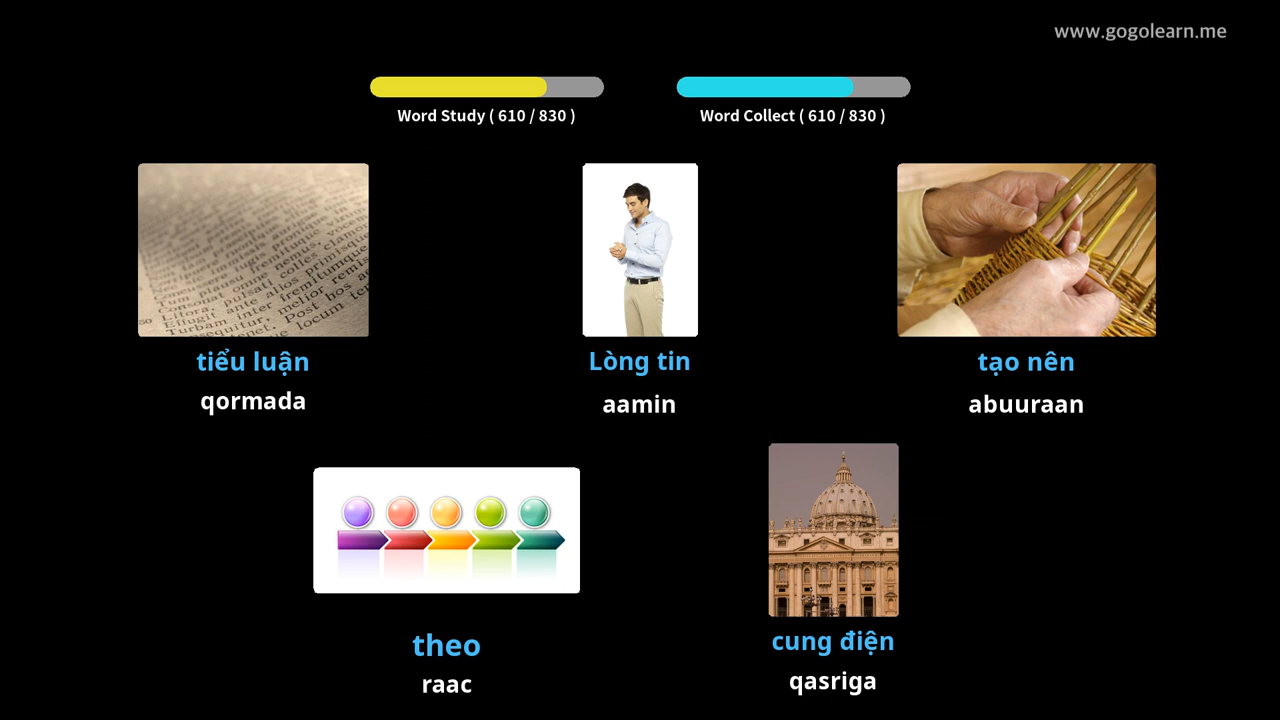 www.gogolearn.me
Word Study ( 610 / 830 )
Word Collect ( 610 / 830 )
tiểu luận
qormada
Lòng tin
aamin
tạo nên
abuuraan
theo
raac
cung điện
qasriga